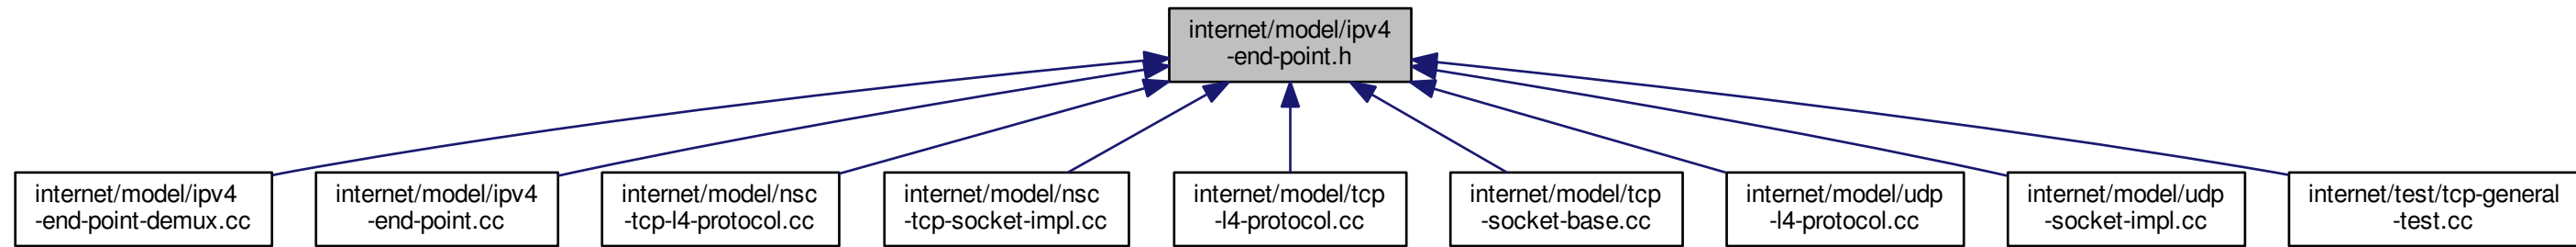 internet/model/ipv4
-end-point.h
internet/model/ipv4
-end-point-demux.cc
internet/model/ipv4
-end-point.cc
internet/model/nsc
-tcp-l4-protocol.cc
internet/model/nsc
-tcp-socket-impl.cc
internet/model/tcp
-l4-protocol.cc
internet/model/tcp
-socket-base.cc
internet/model/udp
-l4-protocol.cc
internet/model/udp
-socket-impl.cc
internet/test/tcp-general
-test.cc